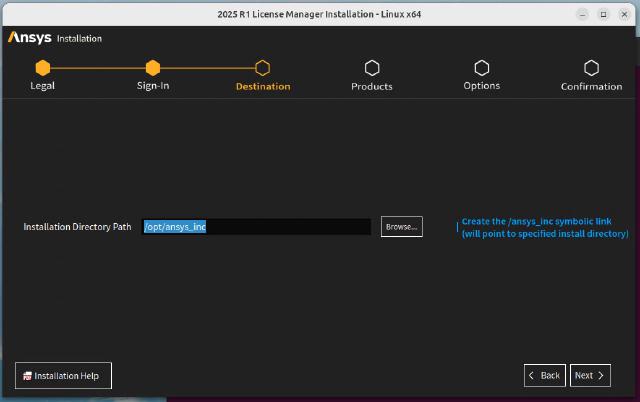 2025 R1 License Manager Installation - Linux x64
Ansys Installation
Legal Sign-In Destination Products Options Confirmation
Installation Directory Path /opt/ansys_inc Browse...
Create the /ansys_inc symbolic link
(will point to specified install directory)
Installation Help
Back Next